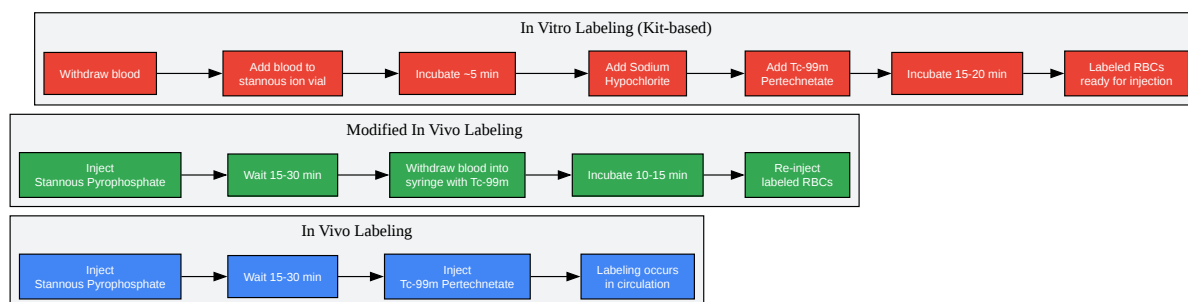 In Vitro Labeling (Kit-based)
Withdraw blood
Add blood to
stannous ion vial
Incubate ~5 min
Add Sodium
Hypochlorite
Add Tc-99m
Pertechnetate
Incubate 15-20 min
Labeled RBCs
ready for injection
Modified In Vivo Labeling
Inject
Stannous Pyrophosphate
Wait 15-30 min
Withdraw blood into
syringe with Tc-99m
Incubate 10-15 min
Re-inject
labeled RBCs
In Vivo Labeling
Inject
Stannous Pyrophosphate
Wait 15-30 min
Inject
Tc-99m Pertechnetate
Labeling occurs
in circulation